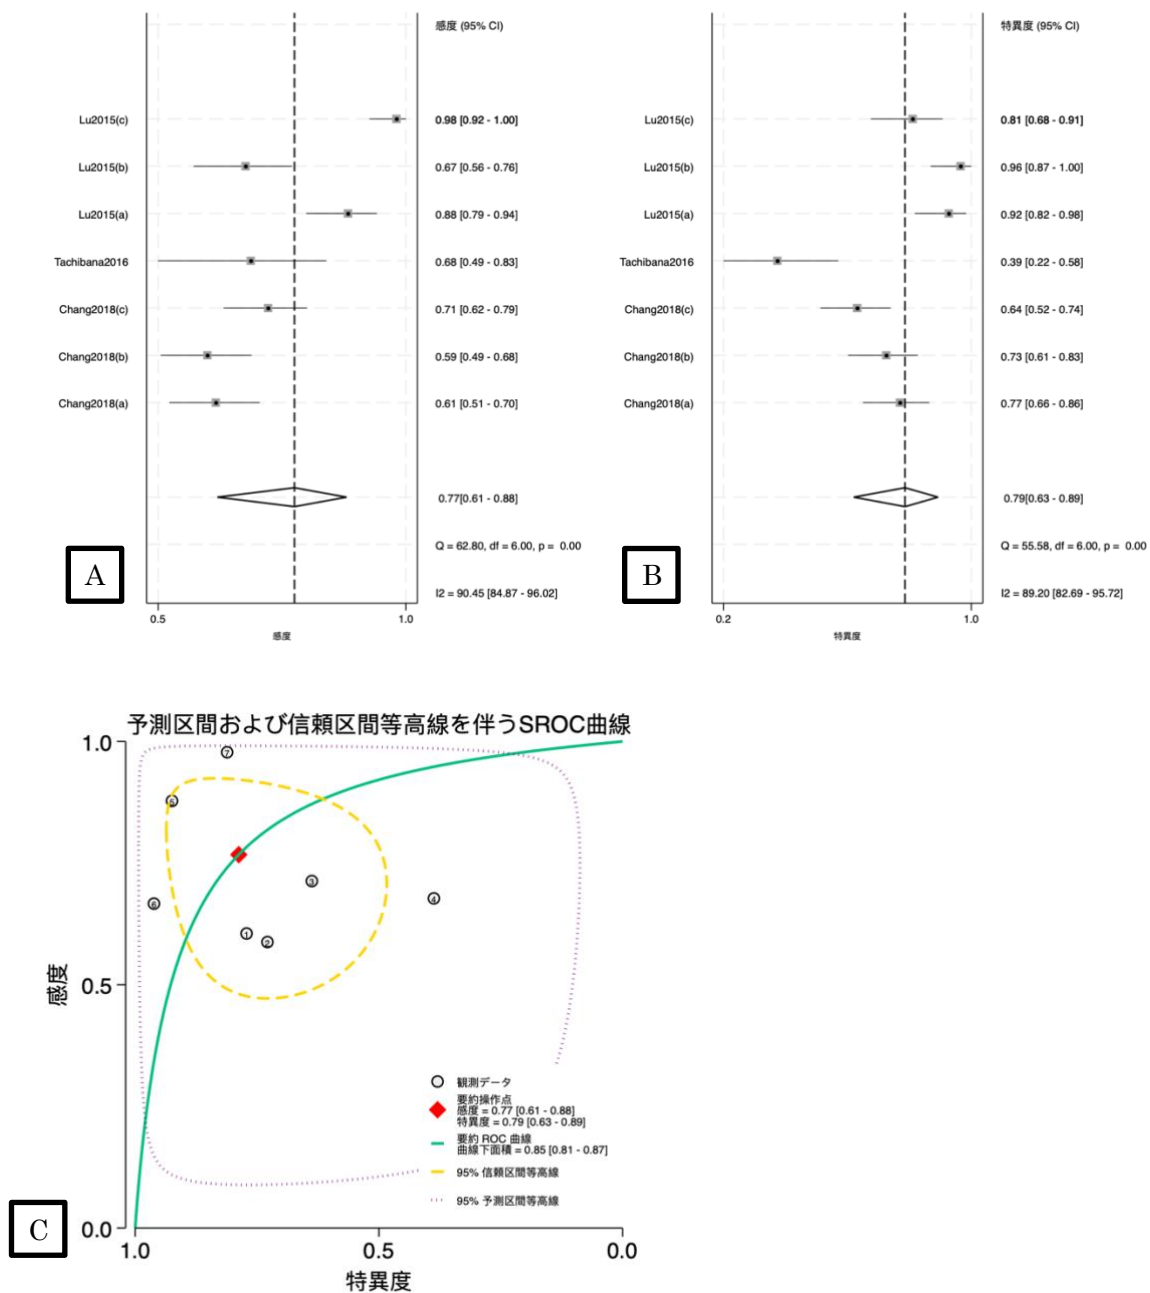 感度 (95% CI)
Lu2015(c) 0.98 [0.92 - 1.00]
Lu2015(b) 0.67 [0.56 - 0.76]
Lu2015(a) 0.88 [0.79 - 0.94]
Tachibana2016 0.68 [0.49 - 0.83]
Chang2018(c) 0.71 [0.62 - 0.79]
Chang2018(b) 0.59 [0.49 - 0.68]
Chang2018(a) 0.61 [0.51 - 0.70]
0.77[0.61 - 0.88]
Q = 62.80, df = 6.00, p = 0.00
A
I2 = 90.45 [84.87 - 96.02]
0.5 1.0
感度
特異度 (95% CI)
Lu2015(c) 0.81 [0.68 - 0.91]
Lu2015(b) 0.96 [0.87 - 1.00]
Lu2015(a) 0.92 [0.82 - 0.98]
Tachibana2016 0.39 [0.22 - 0.58]
Chang2018(c) 0.64 [0.52 - 0.74]
Chang2018(b) 0.73 [0.61 - 0.83]
Chang2018(a) 0.77 [0.66 - 0.86]
0.79[0.63 - 0.89]
Q = 55.58, df = 6.00, p = 0.00
B
I2 = 89.20 [82.69 - 95.72]
0.2 1.0
特異度
予測区間および信頼区間等高線を伴うSROC曲線
1.0
7
5
3
4
6
1
2
感度
0.5
観測データ
要約操作点
感度 = 0.77 [0.61 - 0.88]
特異度 = 0.79 [0.63 - 0.89]
要約 ROC 曲線
曲線下面積 = 0.85 [0.81 - 0.87]
95% 信頼区間等高線
95% 予測区間等高線
C
0.0
1.0 0.5 0.0
特異度